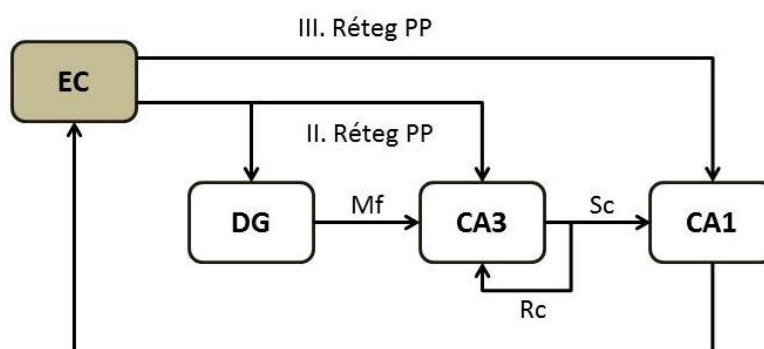 III. Réteg PP
EC
II. Réteg PP
DG
Mf
CA3
Sc
CA1
Rc